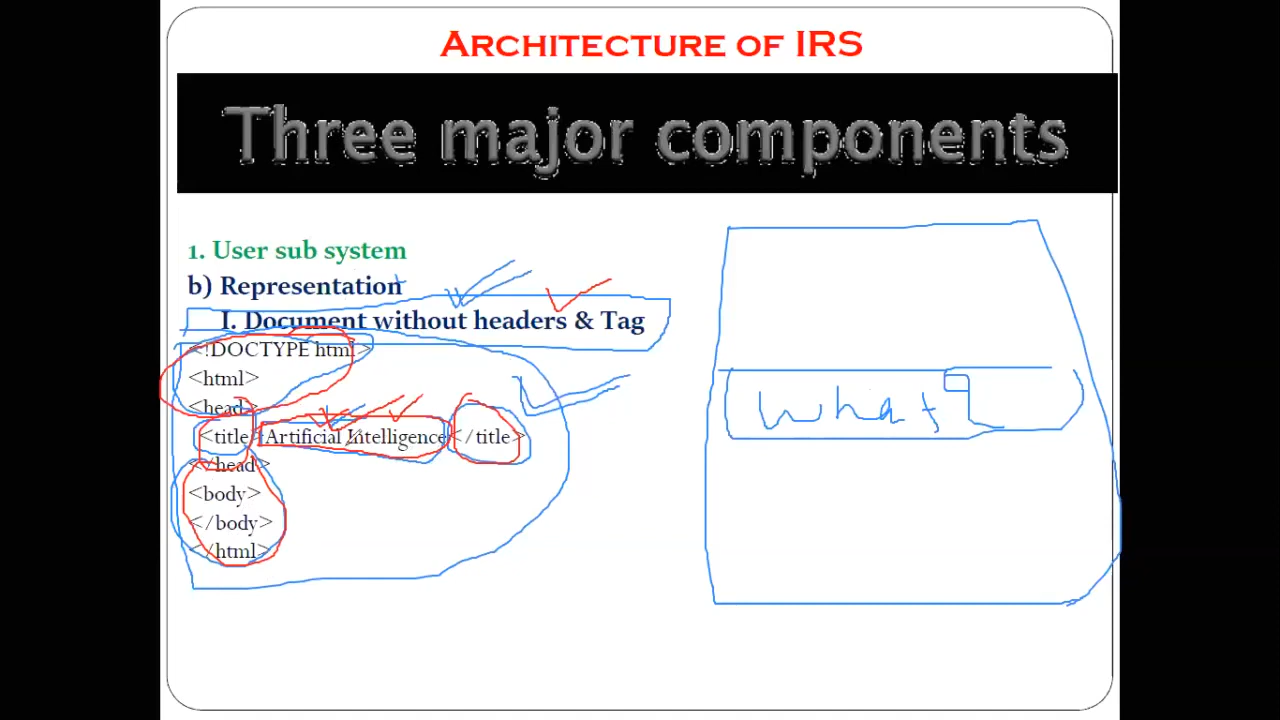 ARCHITECTURE OF IRS
Three major components
1. User sub system
b) Representation
I. Document without headers & Tag
<!DOCTYPE html>
<html>
<head>
<title>Artificial Intelligence</title>
</head>
<body>
</body>
</html>
What